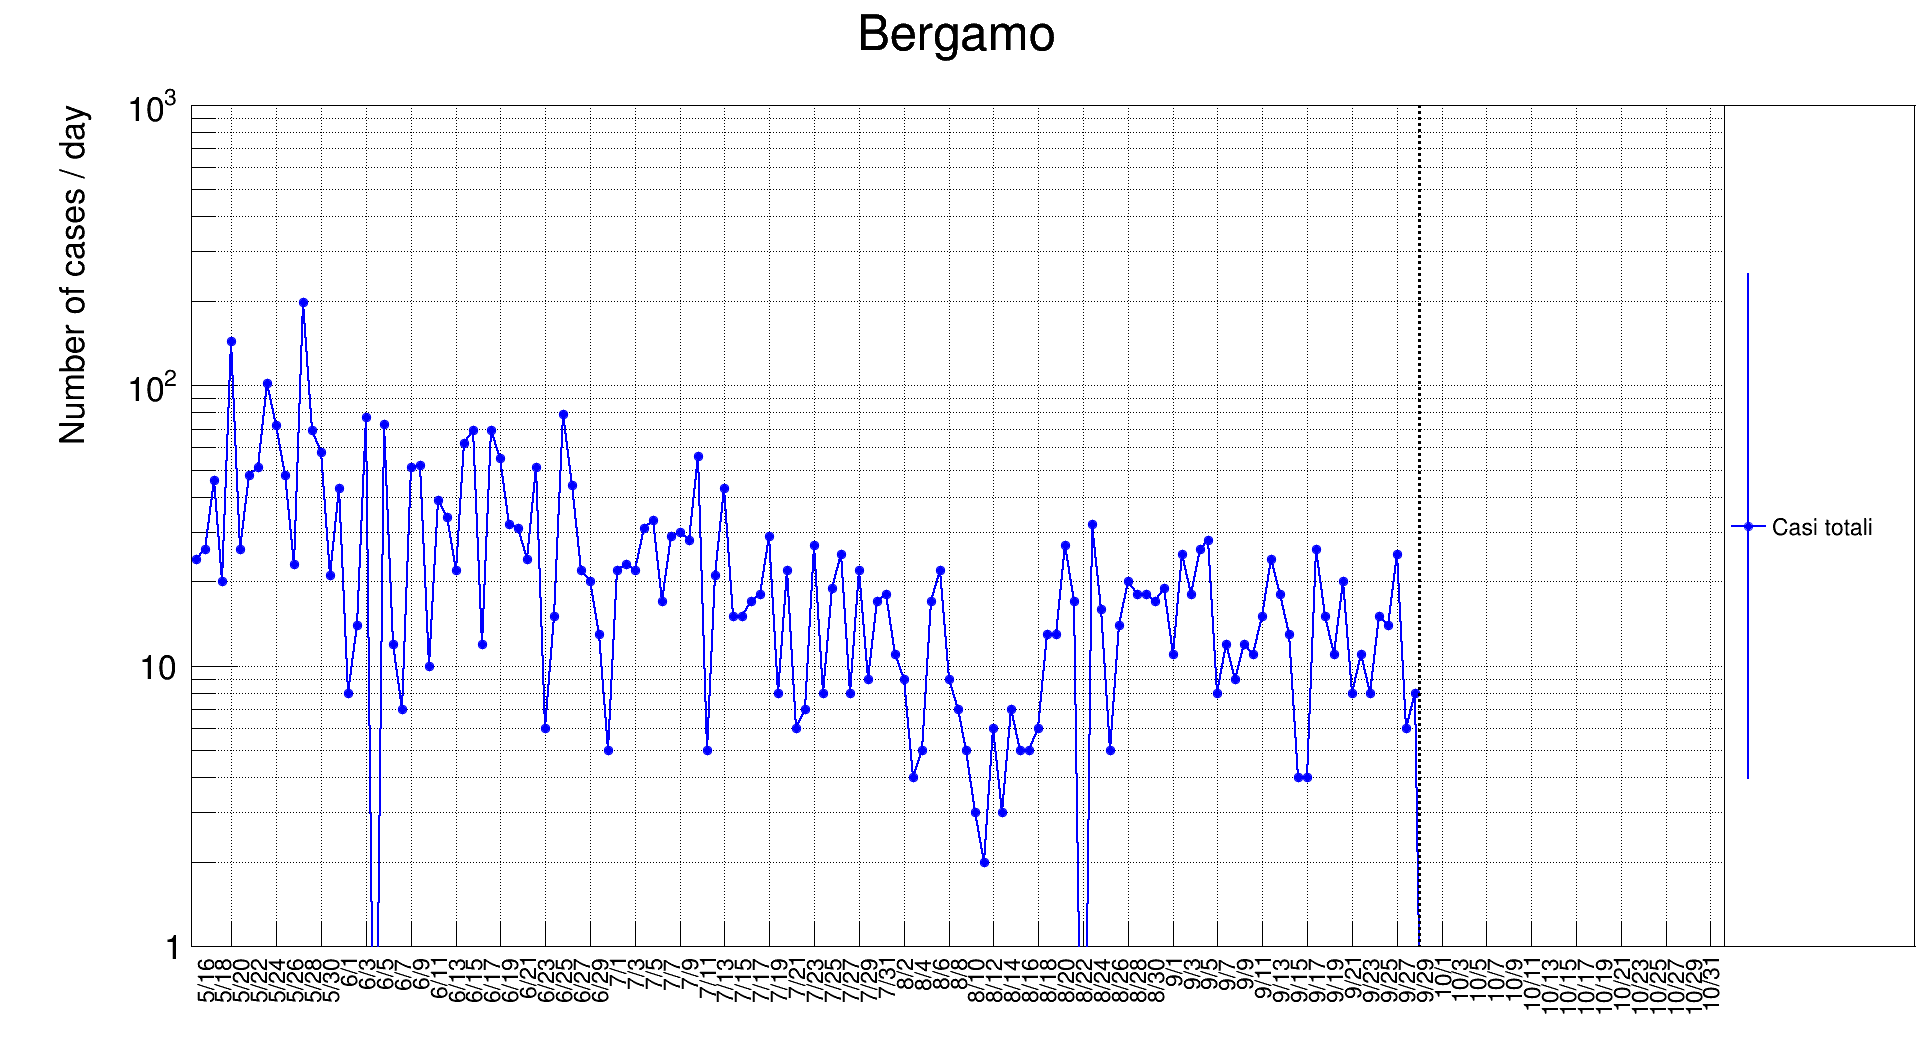 Bergamo
Number of cases / day
10³
10²
10
1
5/16 5/18 5/20 5/22 5/24 5/26 5/28 5/30 6/1 6/3 6/5 6/7 6/9 6/11 6/13 6/15 6/17 6/19 6/21 6/23 6/25 6/27 6/29 7/1 7/3 7/5 7/7 7/9 7/11 7/13 7/15 7/17 7/19 7/21 7/23 7/25 7/27 7/29 7/31 8/2 8/4 8/6 8/8 8/10 8/12 8/14 8/16 8/18 8/20 8/22 8/24 8/26 8/28 8/30 9/1 9/3 9/5 9/7 9/9 9/11 9/13 9/15 9/17 9/19 9/21 9/23 9/25 9/27 9/29 10/1 10/3 10/5 10/7 10/9 10/11 10/13 10/15 10/17 10/19 10/21 10/23 10/25 10/27 10/29 10/31
Casi totali